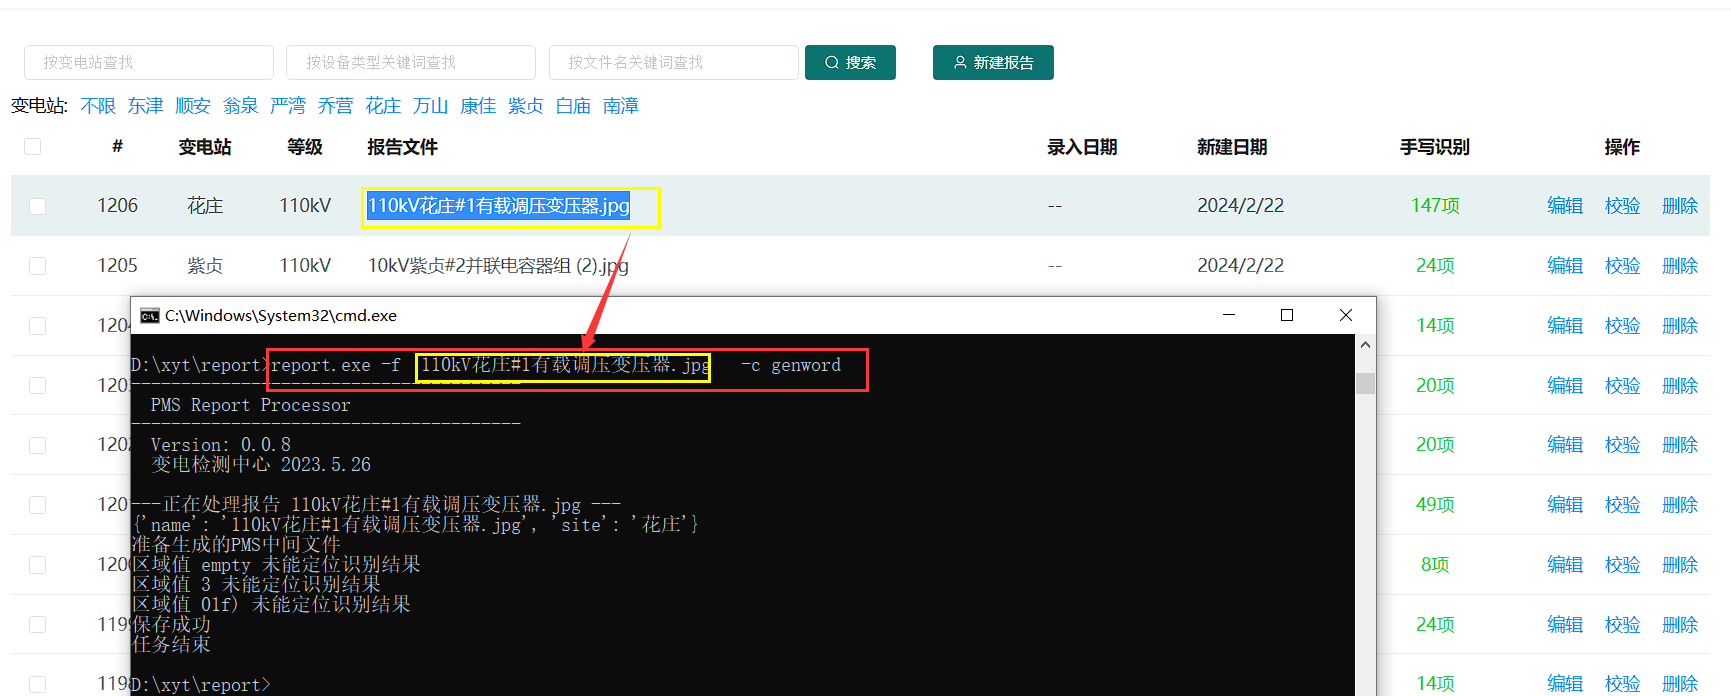 按变电站查找 按设备类型关键词查找 按文件名关键词查找 搜索 新建报告
变电站: 不限 东津 顺安 翁泉 严湾 乔营 花庄 万山 康佳 紫贞 白庙 南漳
# 变电站 等级 报告文件 录入日期 新建日期 手写识别 操作
1206 花庄 110kV 110kV花庄#1有载调压变压器.jpg -- 2024/2/22 147项 编辑 校验 删除
1205 紫贞 110kV 10kV紫贞#2并联电容器组 (2).jpg -- 2024/2/22 24项 编辑 校验 删除
C:\Windows\System32\cmd.exe
14项 编辑 校验 删除
D:\xyt\report>report.exe -f 110kV花庄#1有载调压变压器.jpg -c genword
20项 编辑 校验 删除
---------------------------------------
PMS Report Processor
---------------------------------------
Version: 0.0.8
20项 编辑 校验 删除
变电检测中心 2023.5.26
---正在处理报告 110kV花庄#1有载调压变压器.jpg ---
49项 编辑 校验 删除
{'name': '110kV花庄#1有载调压变压器.jpg', 'site': '花庄'}
准备生成的PMS中间文件
区域值 empty 未能定位识别结果
8项 编辑 校验 删除
区域值 3 未能定位识别结果
区域值 01f) 未能定位识别结果
保存成功
24项 编辑 校验 删除
任务结束
D:\xyt\report>
14项 编辑 校验 删除